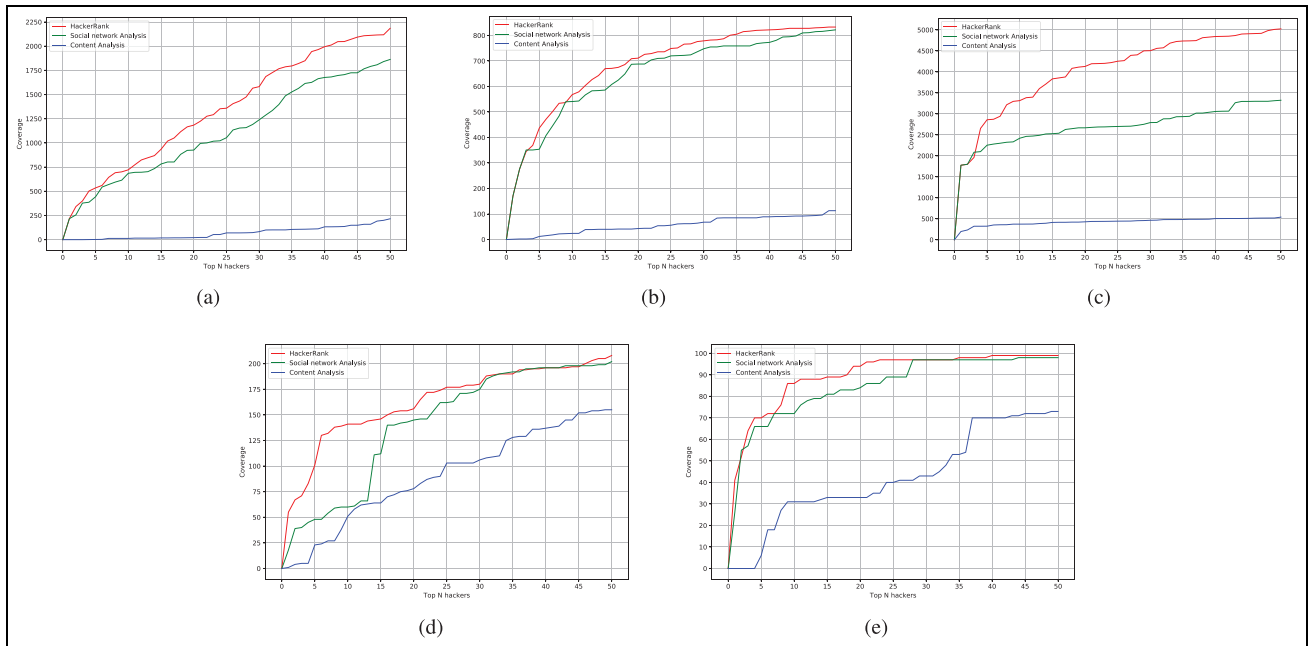 HackerRank
Social network Analysis
Content Analysis
Coverage
2250
2000
1750
1500
1250
1000
750
500
250
0
0 5 10 15 20 25 30 35 40 45 50
Top N hackers
(a)
HackerRank
Social network Analysis
Content Analysis
Coverage
800
700
600
500
400
300
200
100
0
0 5 10 15 20 25 30 35 40 45 50
Top N hackers
(b)
HackerRank
Social network Analysis
Content Analysis
Coverage
5000
4500
4000
3500
3000
2500
2000
1500
1000
500
0
0 5 10 15 20 25 30 35 40 45 50
Top N hackers
(c)
HackerRank
Social network Analysis
Content Analysis
Coverage
200
175
150
125
100
75
50
25
0
0 5 10 15 20 25 30 35 40 45 50
Top N hackers
(d)
HackerRank
Social network Analysis
Content Analysis
Coverage
100
90
80
70
60
50
40
30
20
10
0
0 5 10 15 20 25 30 35 40 45 50
Top N hackers
(e)